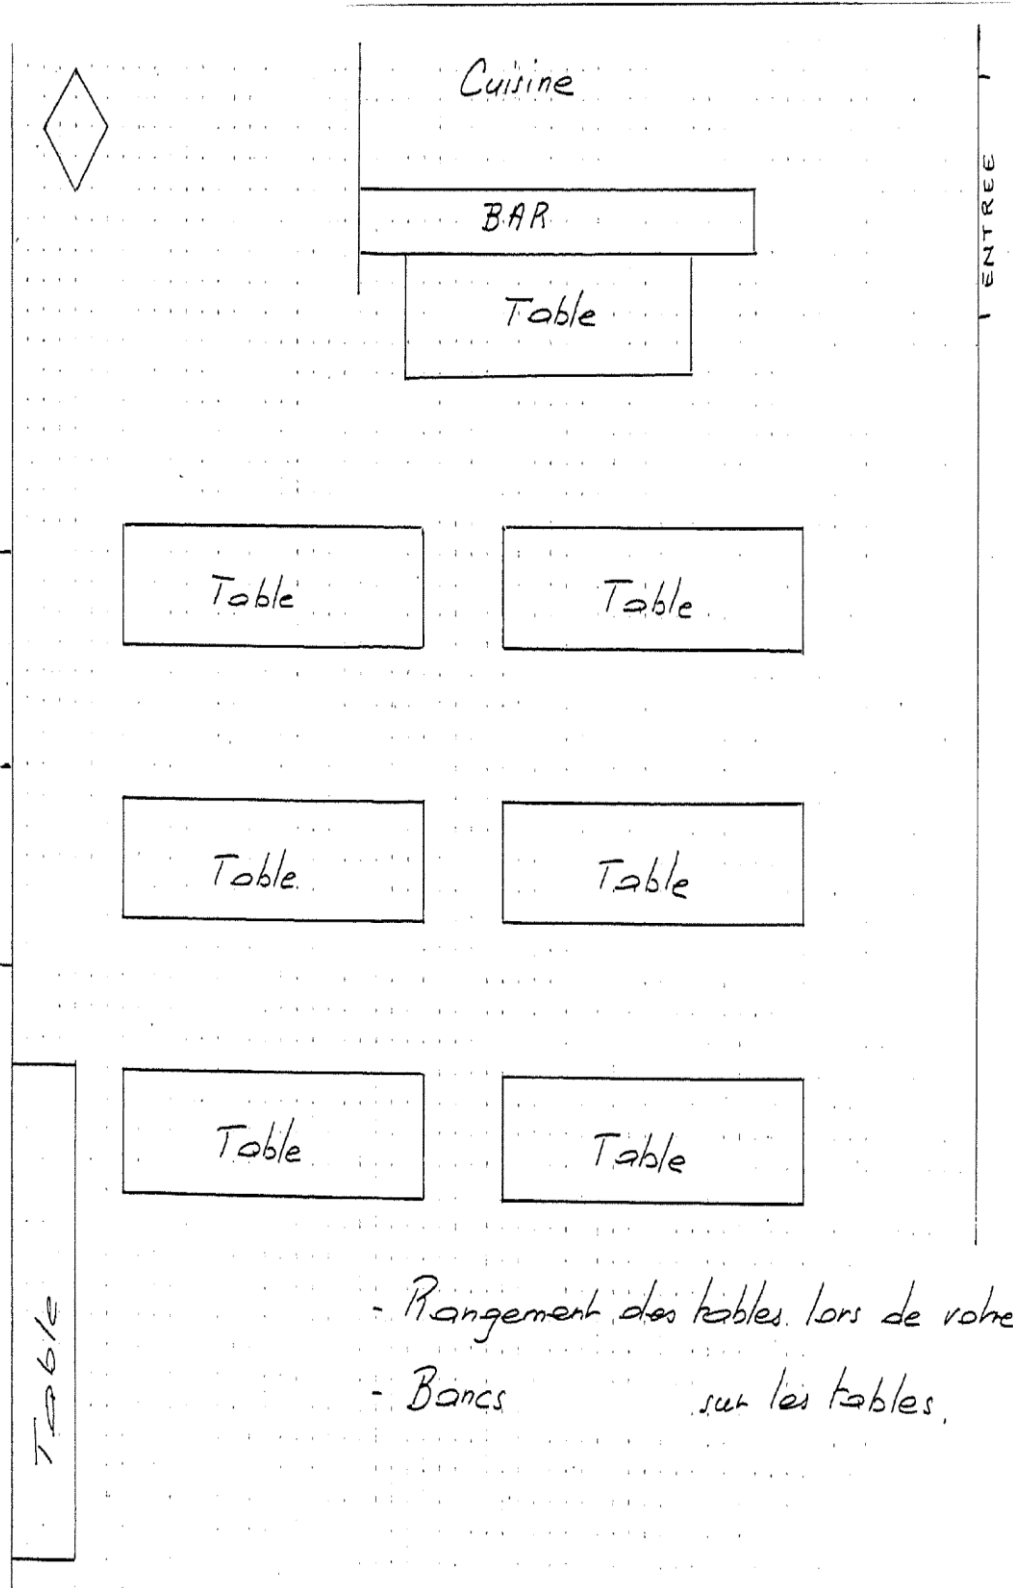 Cuisine
ENTREE
BAR
Table
Table Table
Table Table
Table Table
Table
- Rangement des tables lors de votre
- Bancs sur les tables.